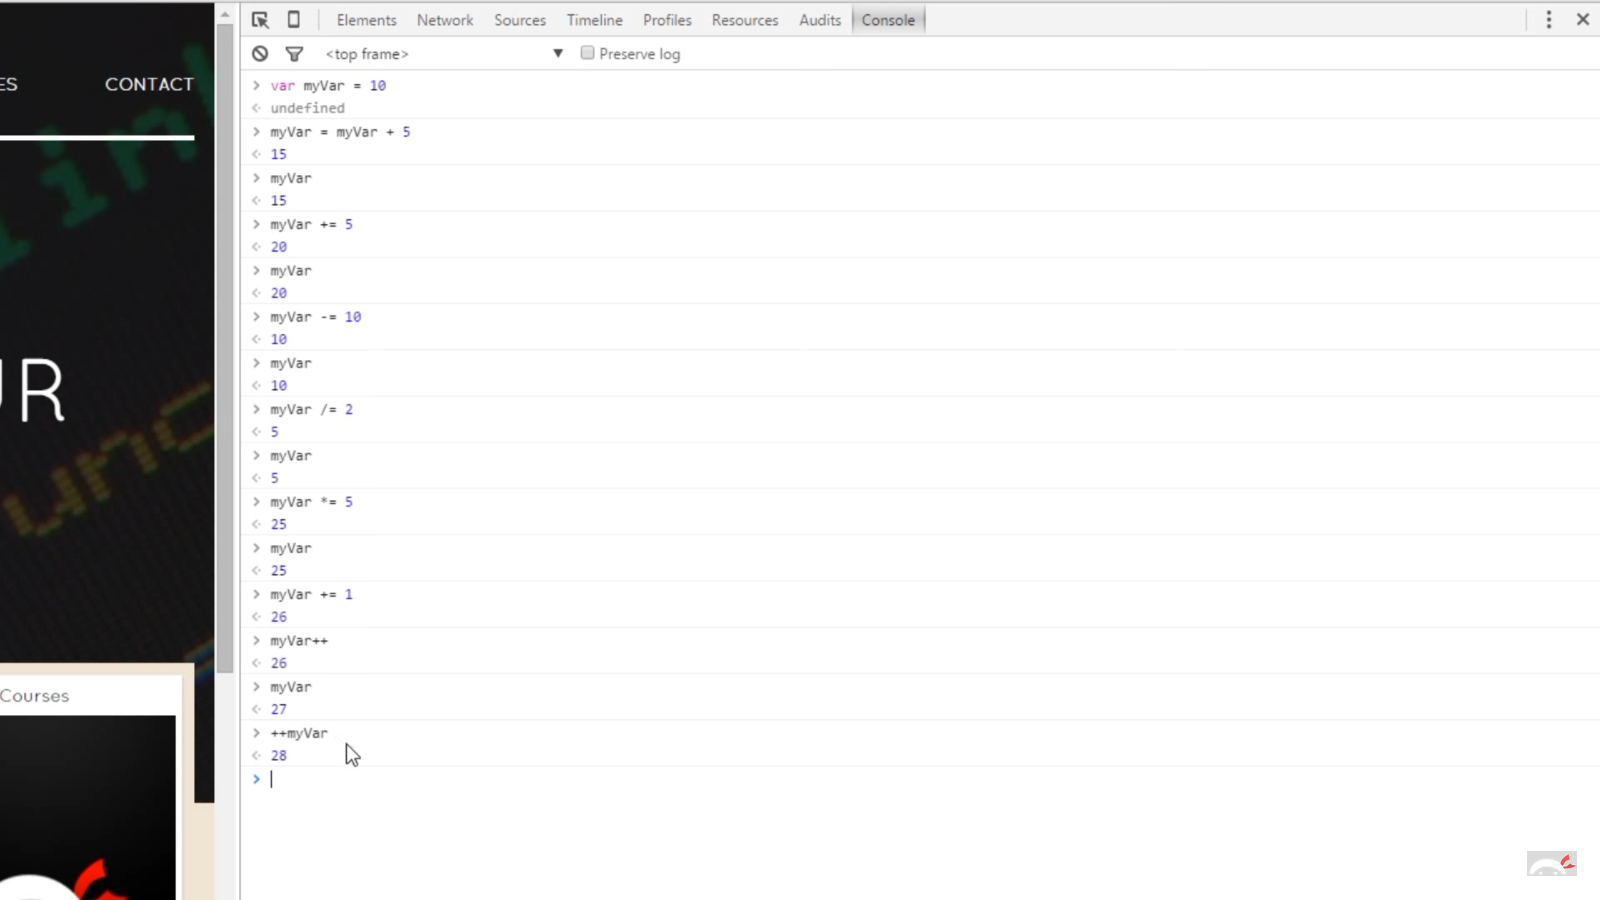 Elements Network Sources Timeline Profiles Resources Audits Console
<top frame> ▼ Preserve log
ES CONTACT
UR
Courses
> var myVar = 10
<· undefined
> myVar = myVar + 5
<· 15
> myVar
<· 15
> myVar += 5
<· 20
> myVar
<· 20
> myVar -= 10
<· 10
> myVar
<· 10
> myVar /= 2
<· 5
> myVar
<· 5
> myVar *= 5
<· 25
> myVar
<· 25
> myVar += 1
<· 26
> myVar++
<· 26
> myVar
<· 27
> ++myVar
<· 28
>